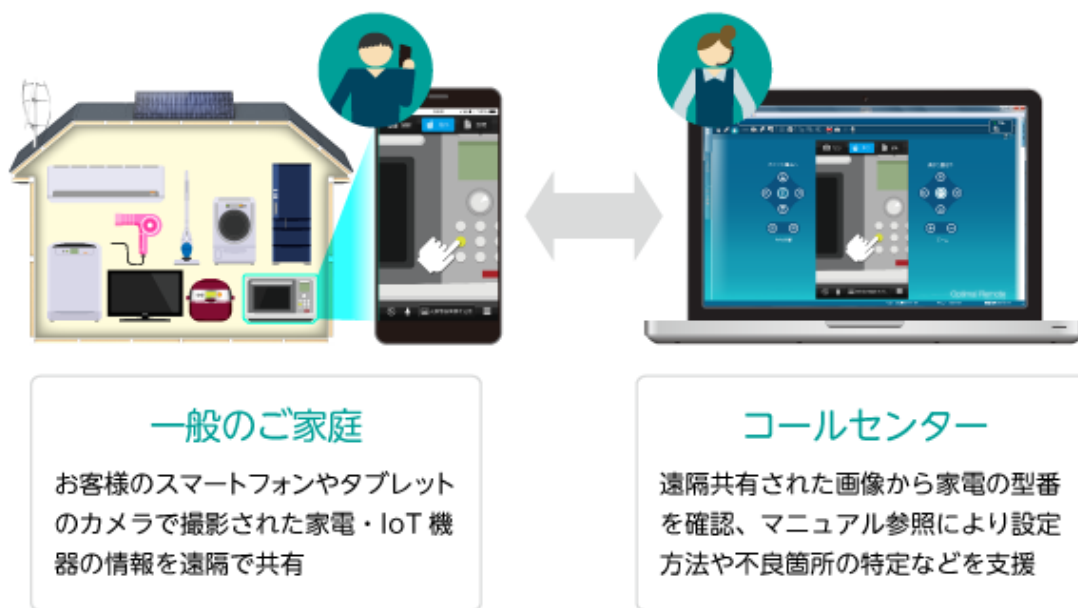 Optimal Remote
一般のご家庭
お客様のスマートフォンやタブレット
のカメラで撮影された家電・IoT 機
器の情報を遠隔で共有
コールセンター
遠隔共有された画像から家電の型番
を確認、マニュアル参照により設定
方法や不良箇所の特定などを支援